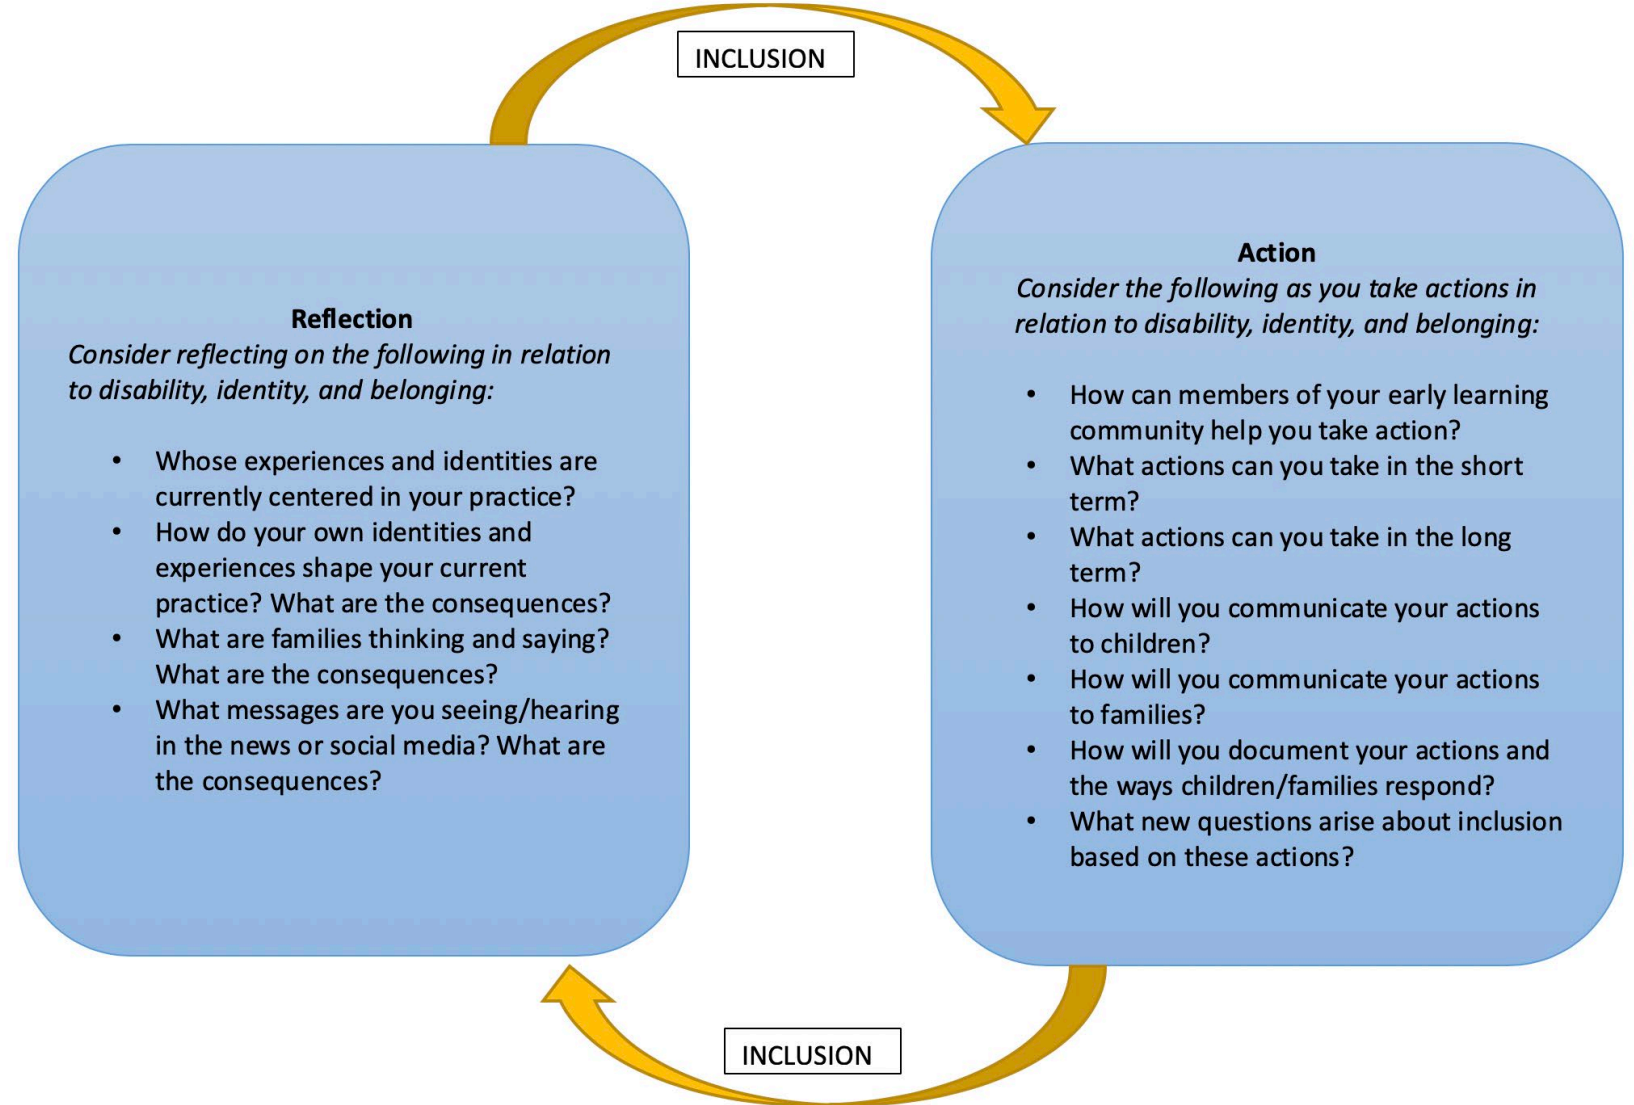 INCLUSION
Reflection
Consider reflecting on the following in relation
to disability, identity, and belonging:
• Whose experiences and identities are
currently centered in your practice?
• How do your own identities and
experiences shape your current
practice? What are the consequences?
• What are families thinking and saying?
What are the consequences?
• What messages are you seeing/hearing
in the news or social media? What are
the consequences?
Action
Consider the following as you take actions in
relation to disability, identity, and belonging:
• How can members of your early learning
community help you take action?
• What actions can you take in the short
term?
• What actions can you take in the long
term?
• How will you communicate your actions
to children?
• How will you communicate your actions
to families?
• How will you document your actions and
the ways children/families respond?
• What new questions arise about inclusion
based on these actions?
INCLUSION